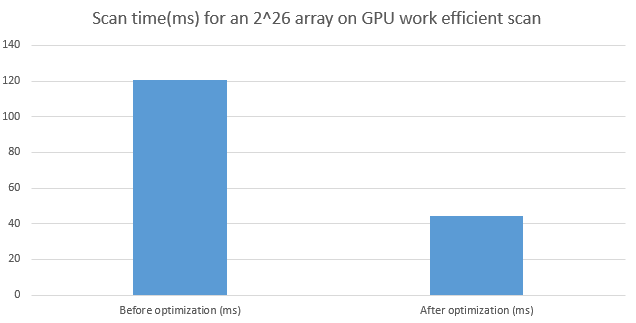 Scan time(ms) for an 2^26 array on GPU work efficient scan
140
120
100
80
60
40
20
0
Before optimization (ms)
After optimization (ms)